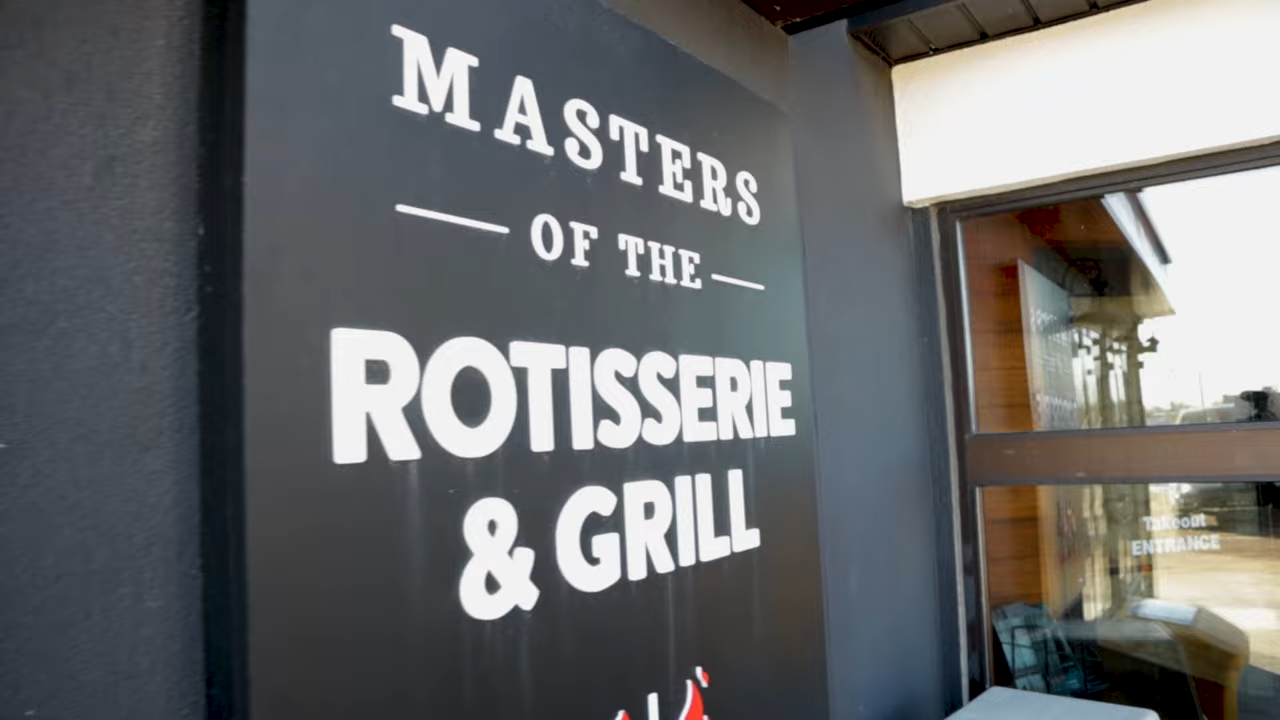 MASTERS
OF THE
ROTISSERIE
& GRILL
Takeout
ENTRANCE